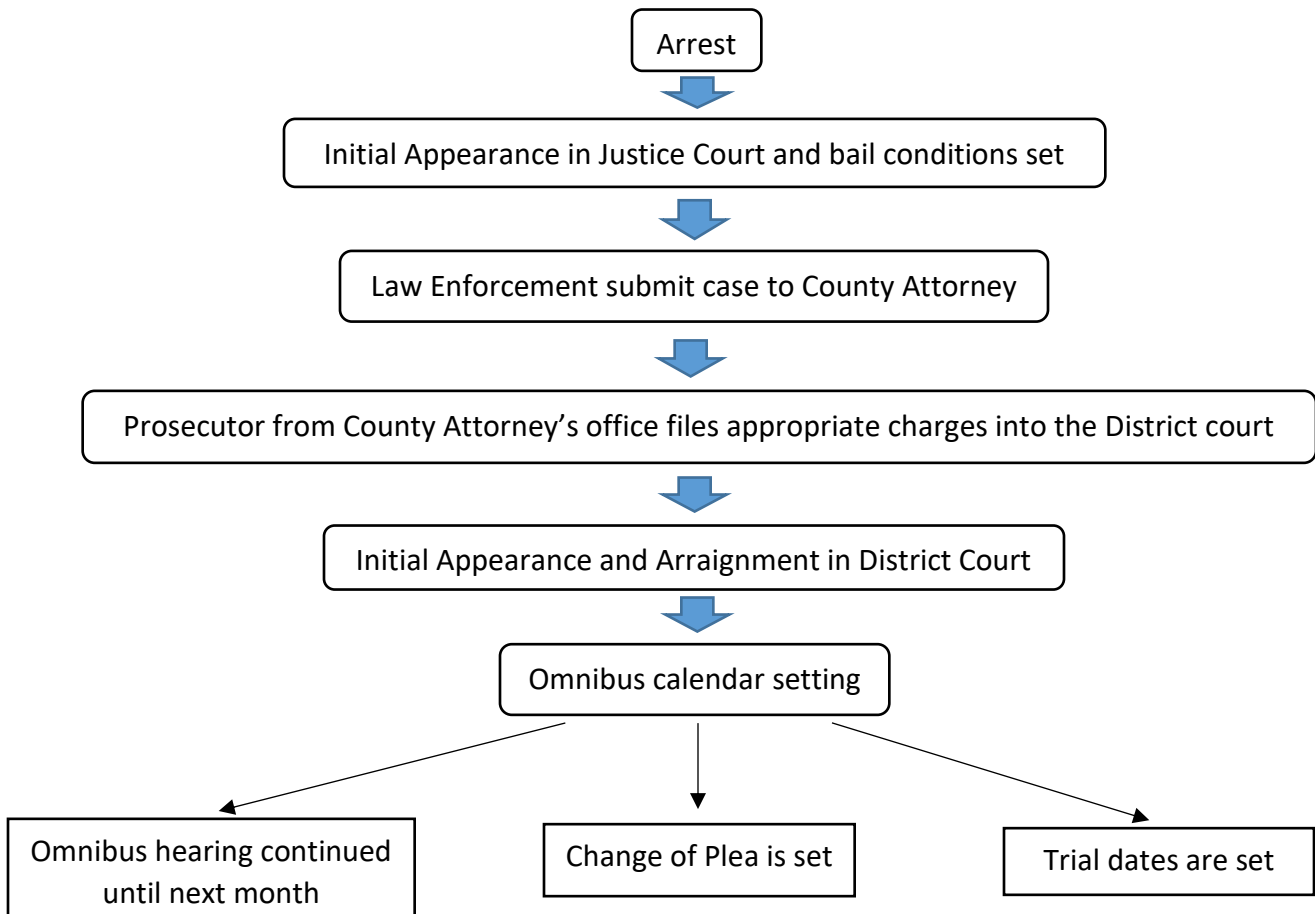 Arrest
Initial Appearance in Justice Court and bail conditions set
Law Enforcement submit case to County Attorney
Prosecutor from County Attorney’s office files appropriate charges into the District court
Initial Appearance and Arraignment in District Court
Omnibus calendar setting
Omnibus hearing continued
until next month
Change of Plea is set
Trial dates are set